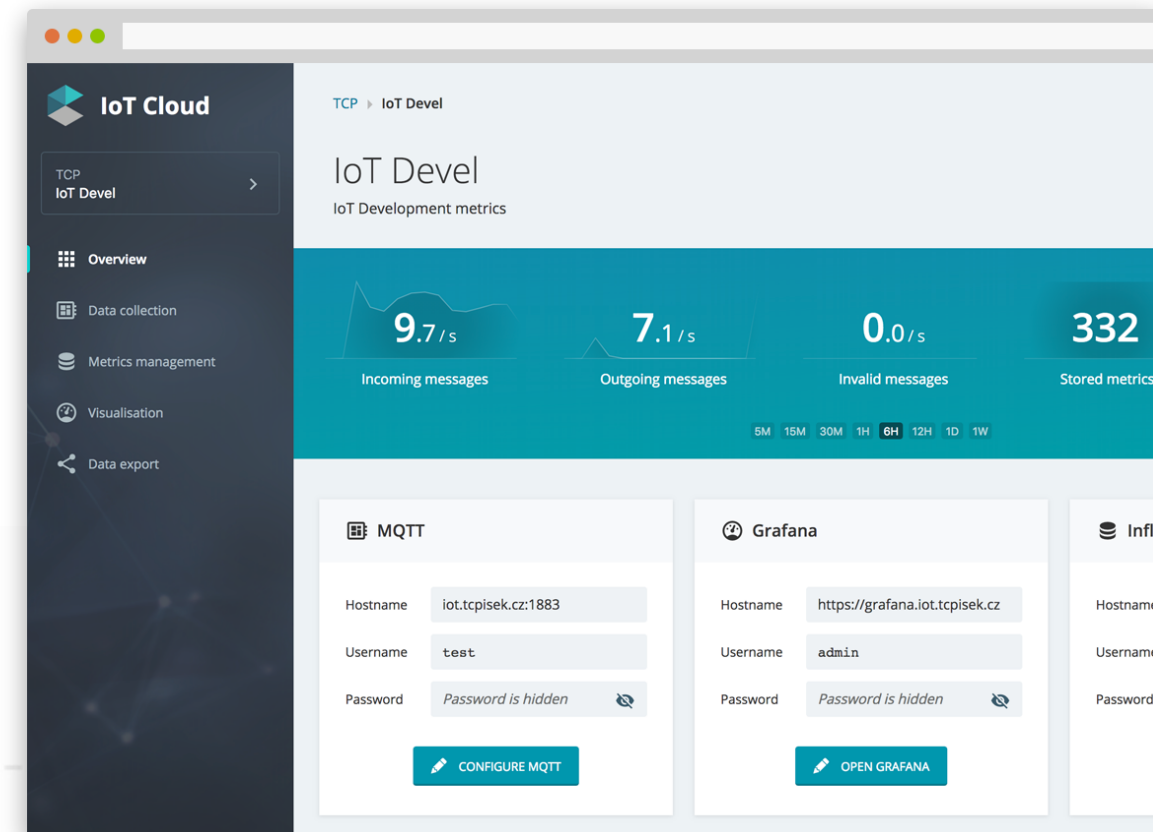 IoT Cloud
TCP
IoT Devel
Overview
Data collection
Metrics management
Visualisation
Data export
TCP IoT Devel
IoT Devel
IoT Development metrics
9.7/s
Incoming messages
7.1/s
Outgoing messages
0.0/s
Invalid messages
332
Stored metrics
5M 15M 30M 1H 6H 12H 1D 1W
MQTT
Hostname iot.tcpisek.cz:1883
Username test
Password Password is hidden
CONFIGURE MQTT
Grafana
Hostname https://grafana.iot.tcpisek.cz
Username admin
Password Password is hidden
OPEN GRAFANA
Hostname
Username
Password